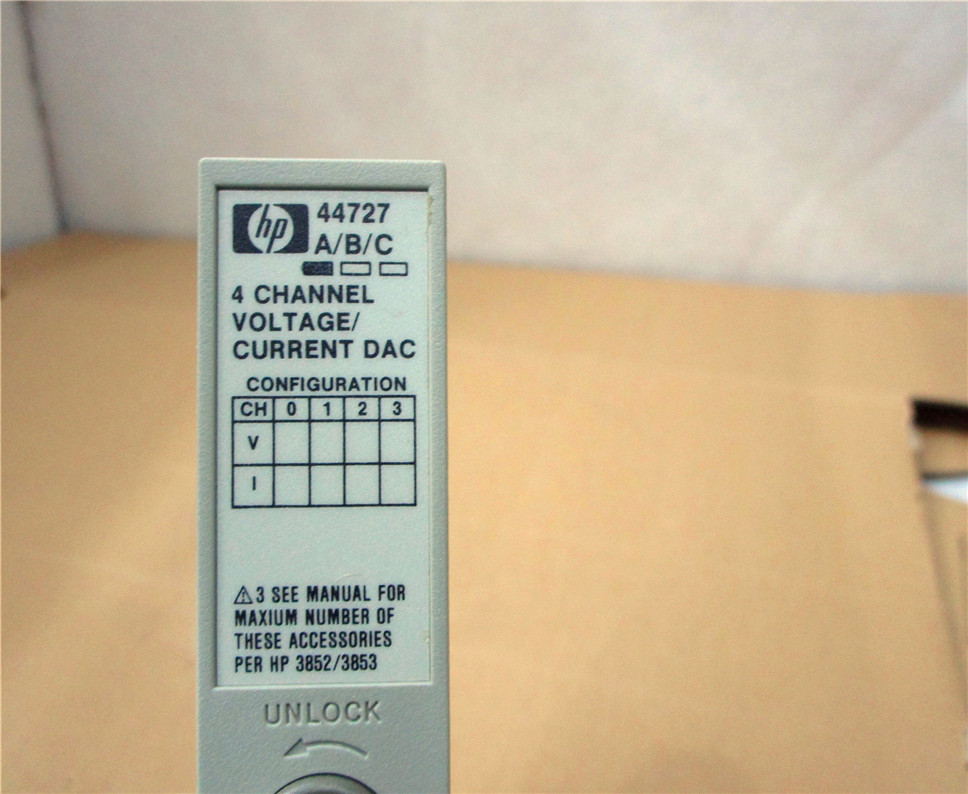 hp 44727
A/B/C
4 CHANNEL
VOLTAGE/
CURRENT DAC
CONFIGURATION
CH 0 1 2 3
V
I
⚠3 SEE MANUAL FOR
MAXIUM NUMBER OF
THESE ACCESSORIES
PER HP 3852/3853
UNLOCK